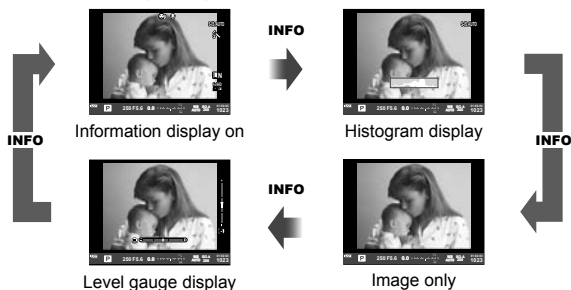 INFO
Information display on
Histogram display
INFO
INFO
P 250 F5.6 0.0 1023
P 250 F5.6 0.0 1023
INFO
Level gauge display
Image only
P 250 F5.6 0.0 1023
P 250 F5.6 0.0 1023